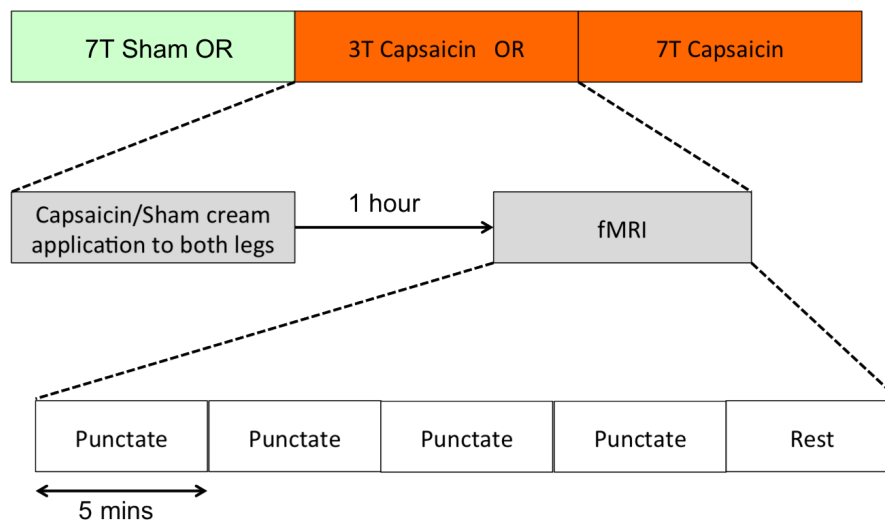 7T Sham OR
3T Capsaicin OR
7T Capsaicin
Capsaicin/Sham cream
application to both legs
1 hour
fMRI
Punctate
Punctate
Punctate
Punctate
Rest
5 mins